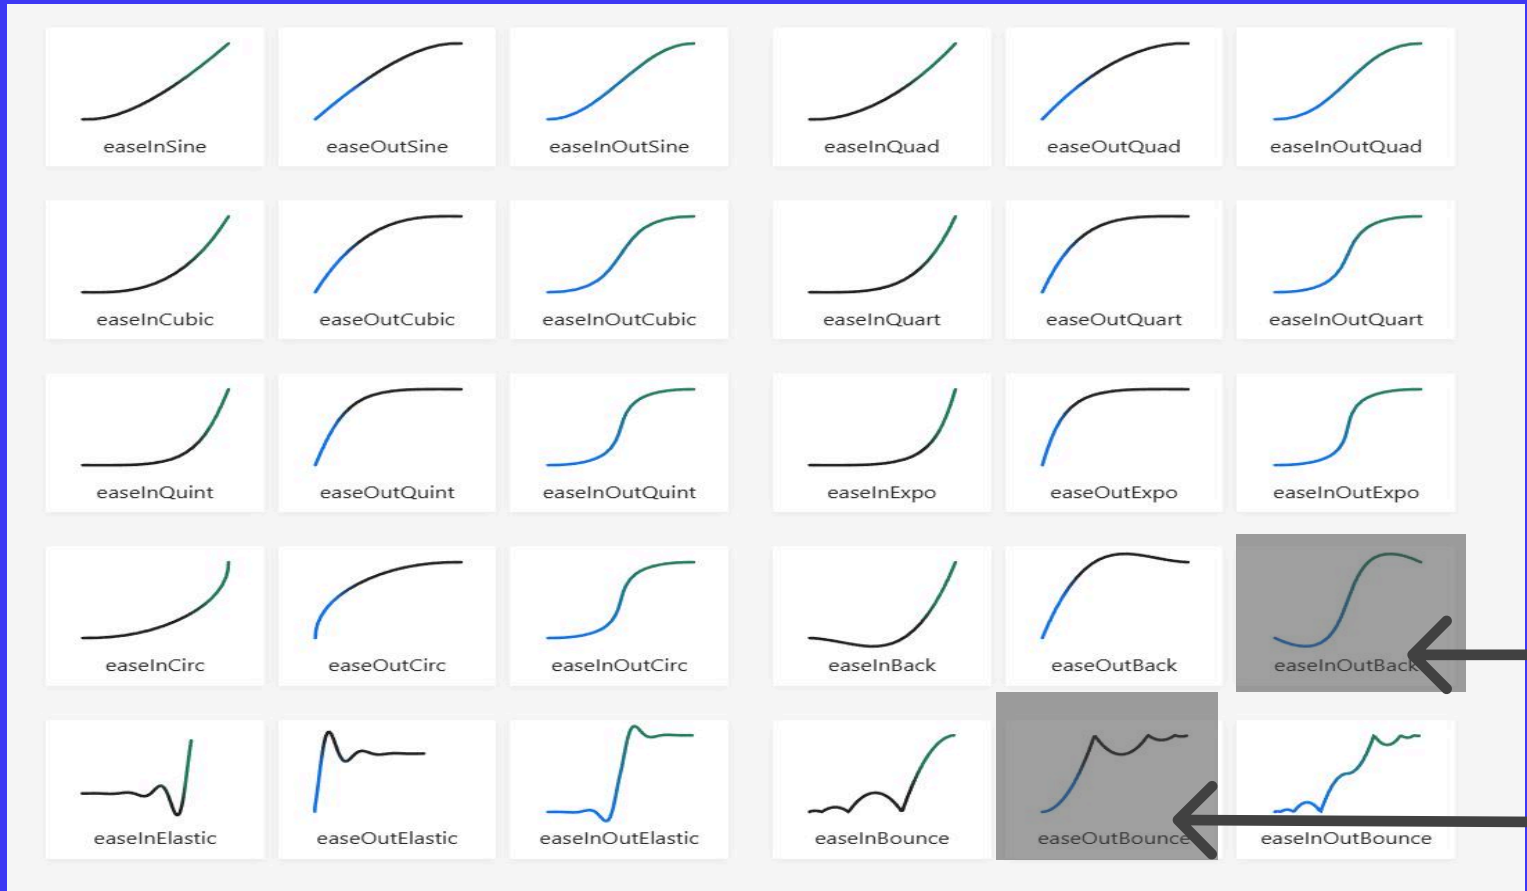 easeInSine
easeOutSine
easeInOutSine
easeInQuad
easeOutQuad
easeInOutQuad
easeInCubic
easeOutCubic
easeInOutCubic
easeInQuart
easeOutQuart
easeInOutQuart
easeInQuint
easeOutQuint
easeInOutQuint
easeInExpo
easeOutExpo
easeInOutExpo
easeInCirc
easeOutCirc
easeInOutCirc
easeInBack
easeOutBack
easeInOutBack
easeInElastic
easeOutElastic
easeInOutElastic
easeInBounce
easeOutBounce
easeInOutBounce